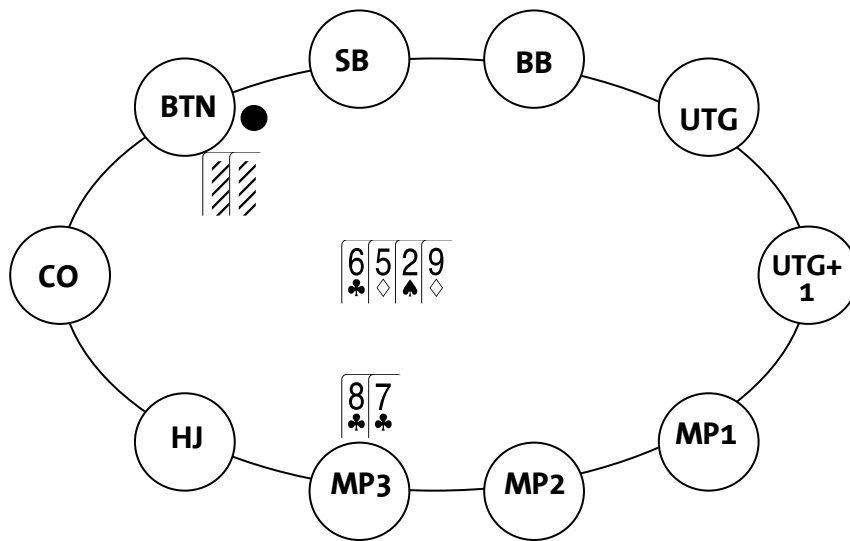 SB
BB
BTN
UTG
6♣ 5♢ 2♠ 9♢
CO
UTG+
1
8♣ 7♣
HJ
MP1
MP3
MP2